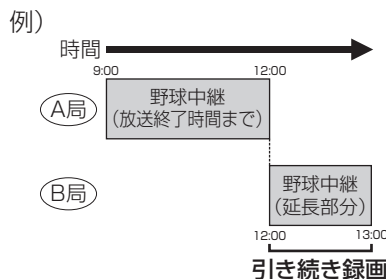 例)
時間
9:00 12:00
A局
野球中継
(放送終了時間まで)
B局
野球中継
(延長部分)
12:00 13:00
引き続き録画